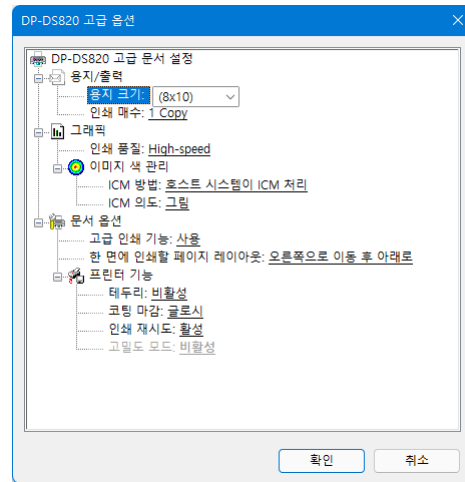 DP-DS820 고급 옵션
DP-DS820 고급 문서 설정
용지/출력
용지 크기: (8x10)
인쇄 매수: 1 Copy
그래픽
인쇄 품질: High-speed
이미지 색 관리
ICM 방법: 호스트 시스템이 ICM 처리
ICM 의도: 그림
문서 옵션
고급 인쇄 기능: 사용
한 면에 인쇄할 페이지 레이아웃: 오른쪽으로 이동 후 아래로
프린터 기능
테두리: 비활성
코팅 마감: 글로시
인쇄 재시도: 활성
고밀도 모드: 비활성
확인 취소